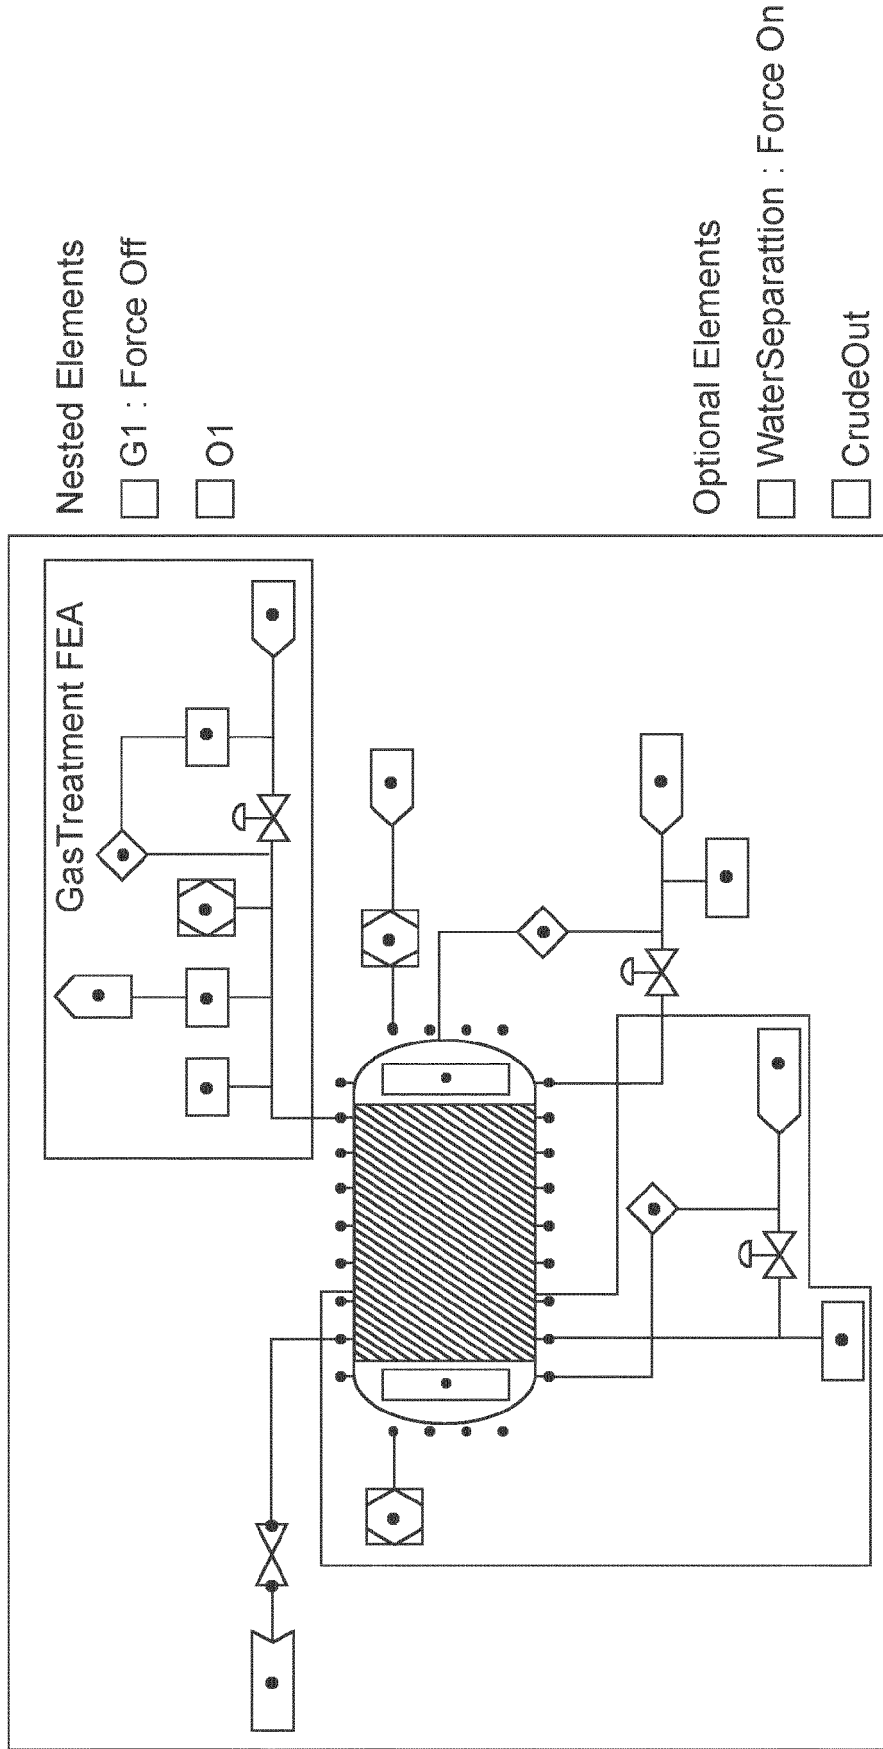 GasTreatment FEA
Nested Elements
G1 : Force Off
O1
Optional Elements
WaterSeparattion : Force On
CrudeOut